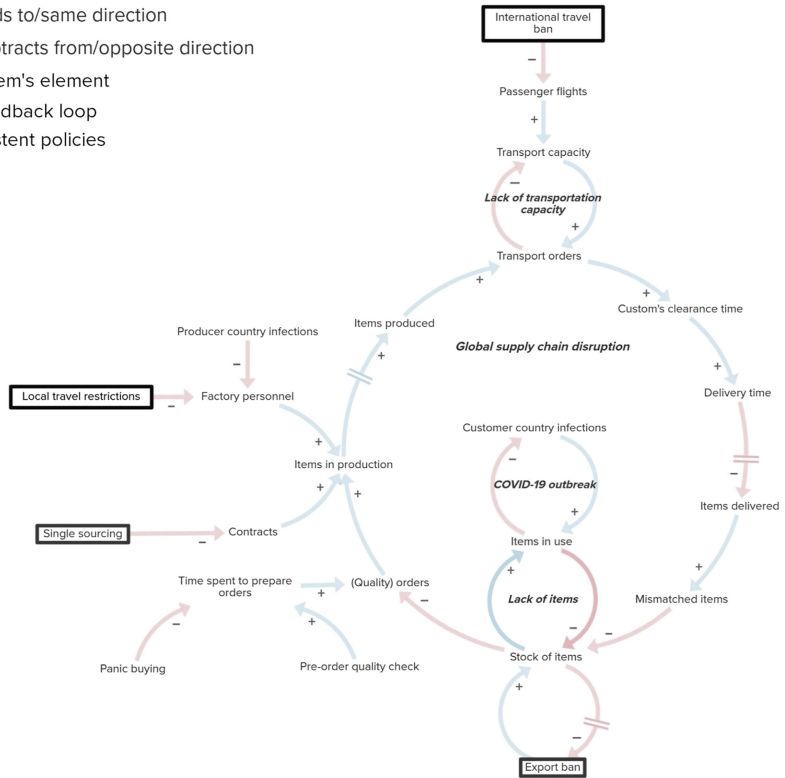 ds to/same direction
otracts from/opposite direction
em's element
dback loop
stent policies
International travel
ban
−
Passenger flights
+
Transport capacity
−
Lack of transportation
capacity
+
Transport orders
+
+
Custom's clearance time
Items produced
Producer country infections
Global supply chain disruption
+
−
+
Delivery time
Local travel restrictions
−
Factory personnel
Customer country infections
+
−
Items in production
−
COVID-19 outbreak
+
+
Items delivered
+
Single sourcing
−
Contracts
Items in use
+
+
Time spent to prepare
orders
+
(Quality) orders
Lack of items
Mismatched items
−
−
+
−
−
Panic buying
Pre-order quality check
Stock of items
+
−
Export ban